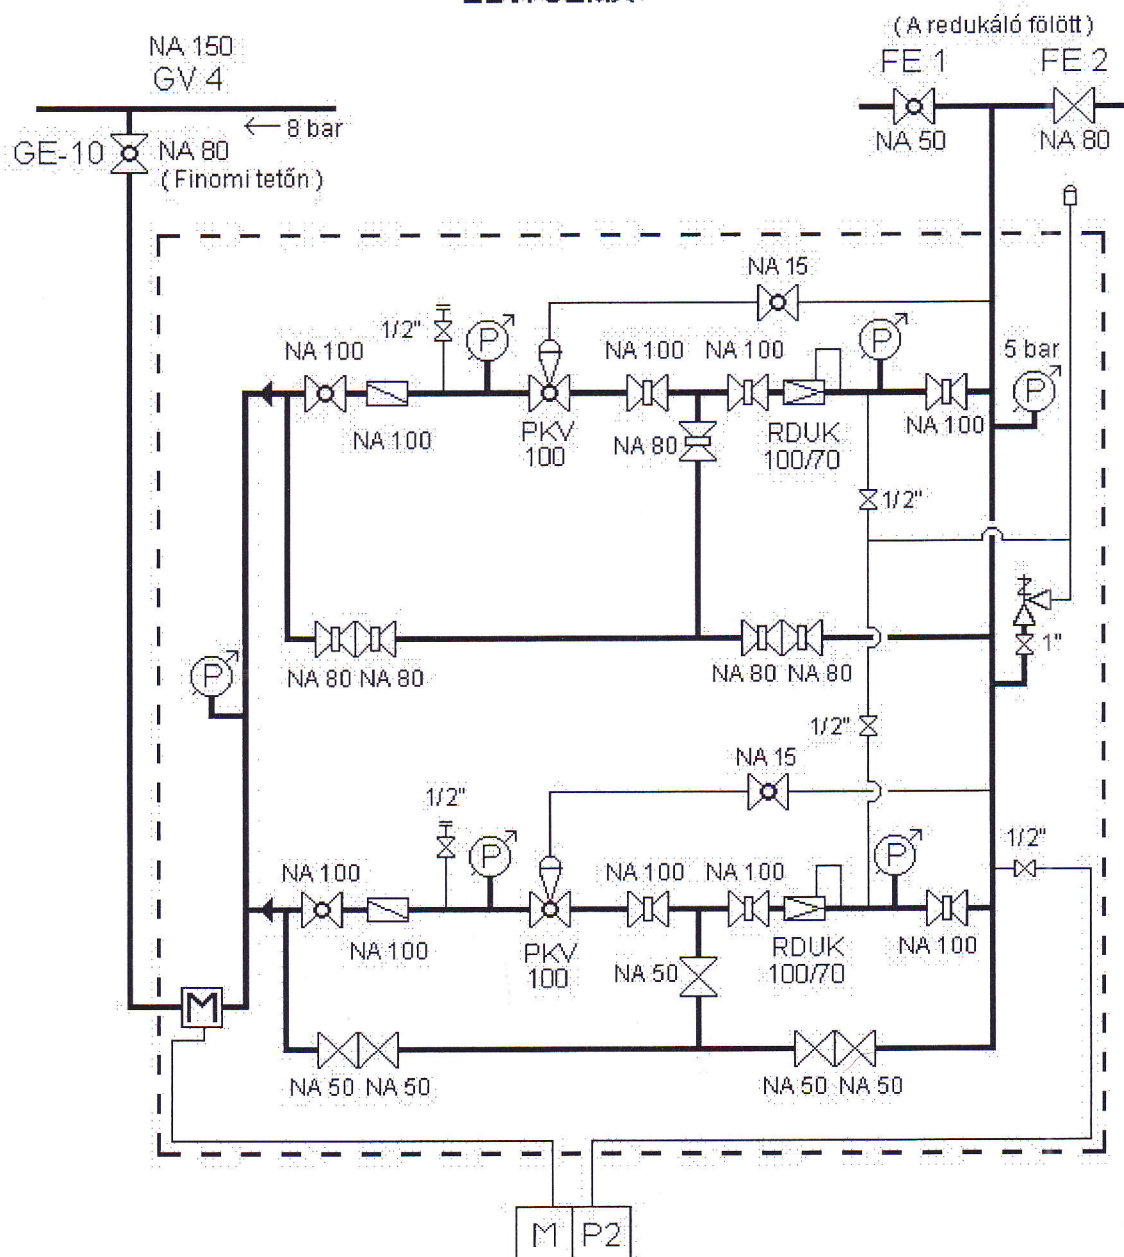 ( A redukáló fölött )
NA 150
GV 4
FE 1
FE 2
8 bar
GE-10
NA 80
( Finomi tetőn )
NA 50
NA 80
NA 15
1/2"
P
P
NA 100
NA 100
NA 100
5 bar
P
NA 100
PKV
100
NA 80
RDUK
100/70
NA 100
1/2"
1"
P
NA 80 NA 80
NA 80 NA 80
1/2"
NA 15
1/2"
1/2"
P
P
NA 100
NA 100
NA 100
NA 100
PKV
100
NA 50
RDUK
100/70
NA 100
M
NA 50 NA 50
NA 50 NA 50
M
P2